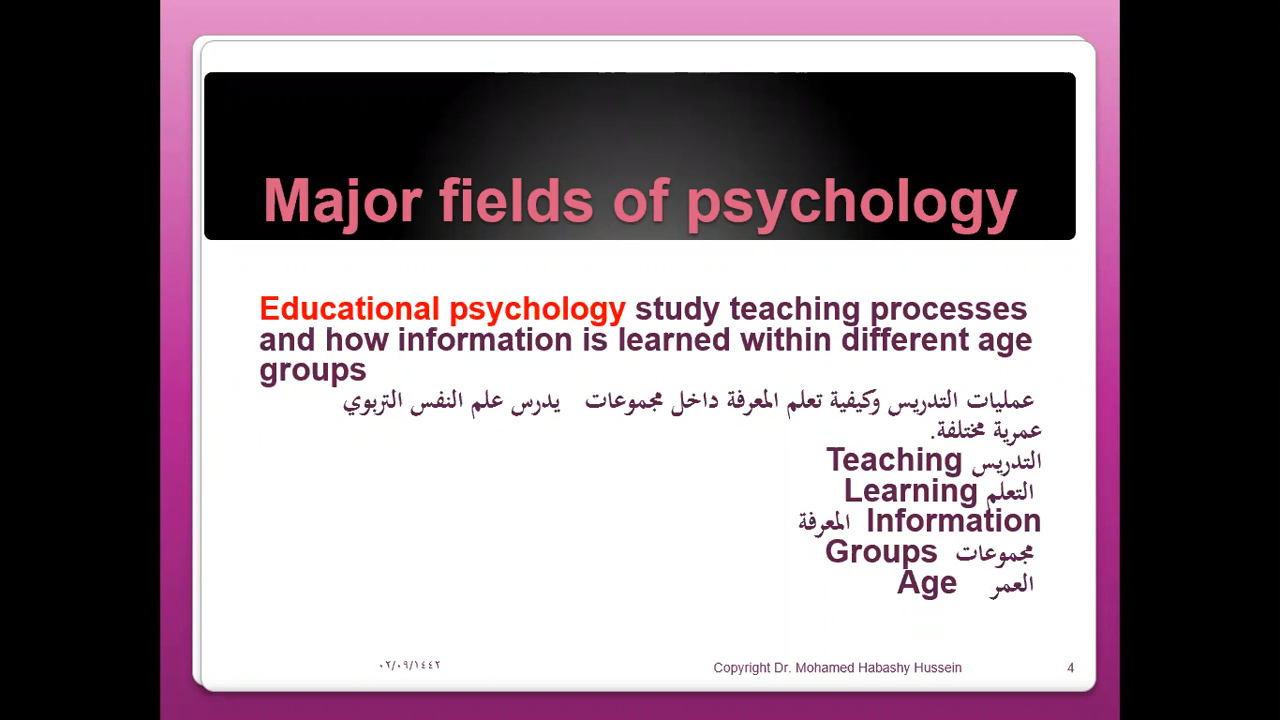 Major fields of psychology
Educational psychology study teaching processes
and how information is learned within different age
groups
عمليات التدريس وكيفية تعلم المعرفة داخل مجموعات   يدرس علم النفس التربوي
عمرية مختلفة.
التدريس Teaching
التعلم Learning
المعرفة Information
Groups مجموعات
Age العمر
٠٢/٠٩/١٤٤٢
Copyright Dr. Mohamed Habashy Hussein
4